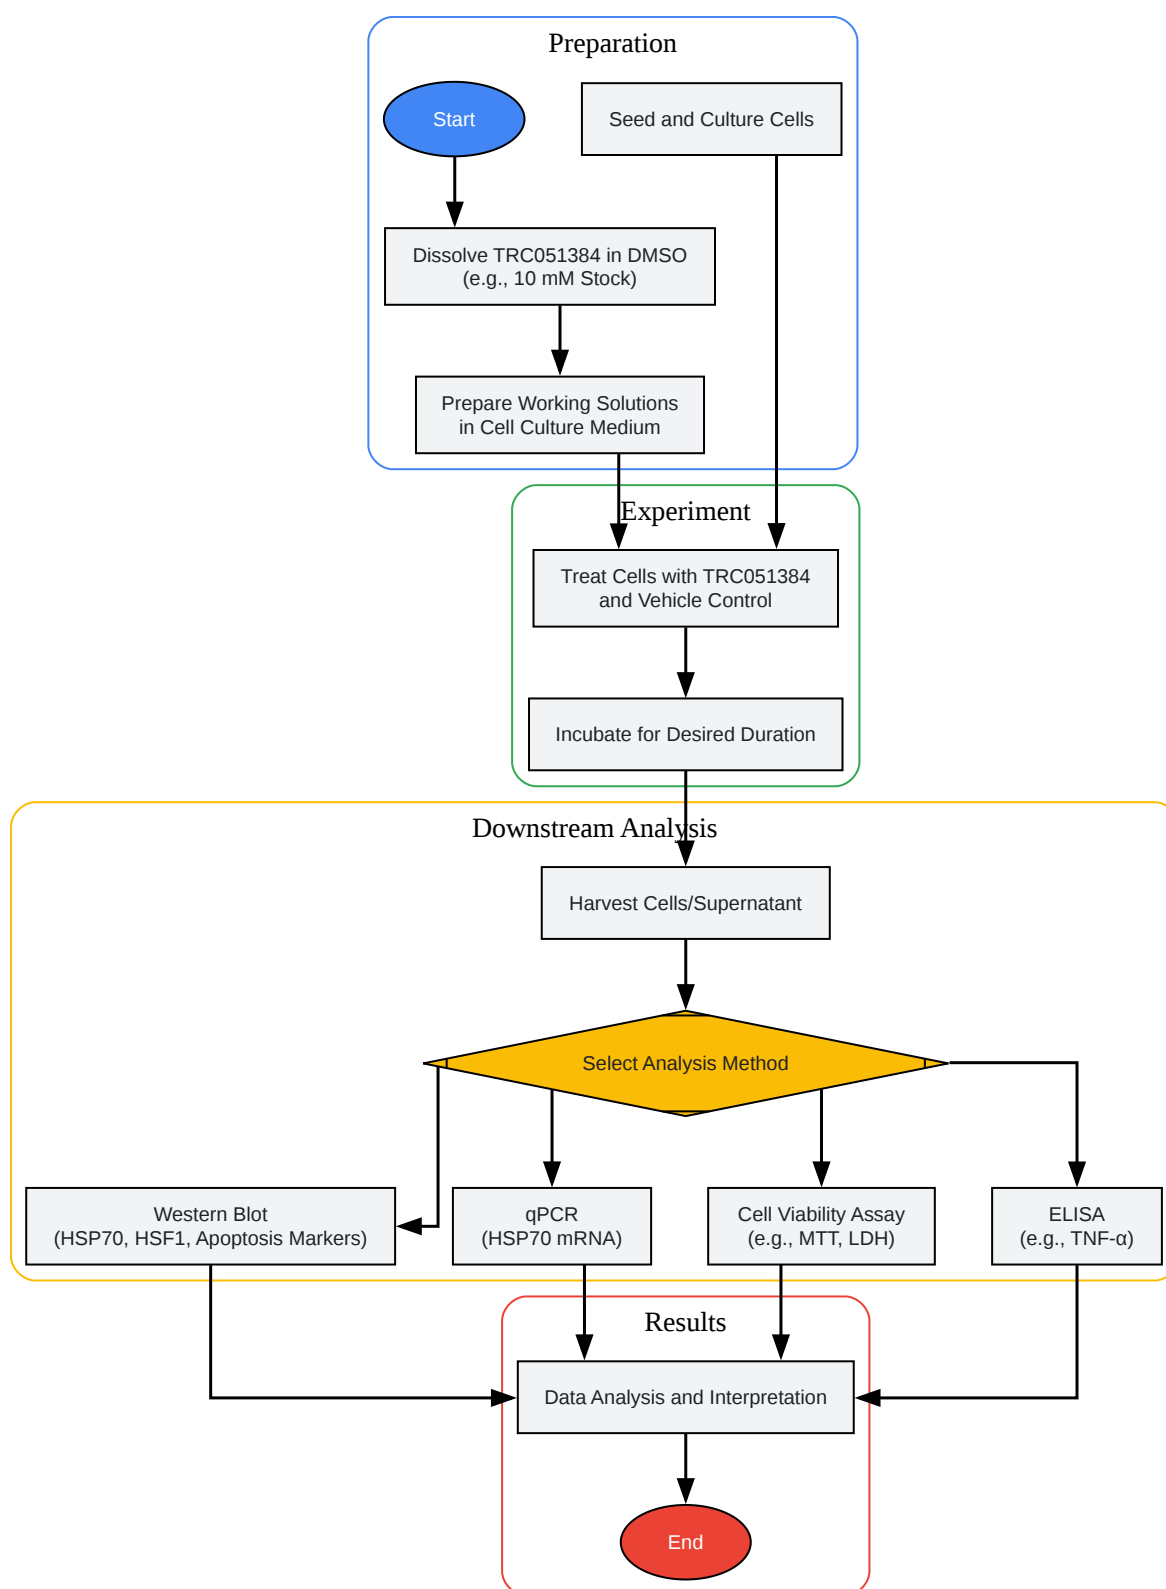 Preparation
Start
Seed and Culture Cells
Dissolve TRC051384 in DMSO
(e.g., 10 mM Stock)
Prepare Working Solutions
in Cell Culture Medium
Experiment
Treat Cells with TRC051384
and Vehicle Control
Incubate for Desired Duration
Downstream Analysis
Harvest Cells/Supernatant
Select Analysis Method
Western Blot
(HSP70, HSF1, Apoptosis Markers)
qPCR
(HSP70 mRNA)
Cell Viability Assay
(e.g., MTT, LDH)
ELISA
(e.g., TNF-α)
Results
Data Analysis and Interpretation
End